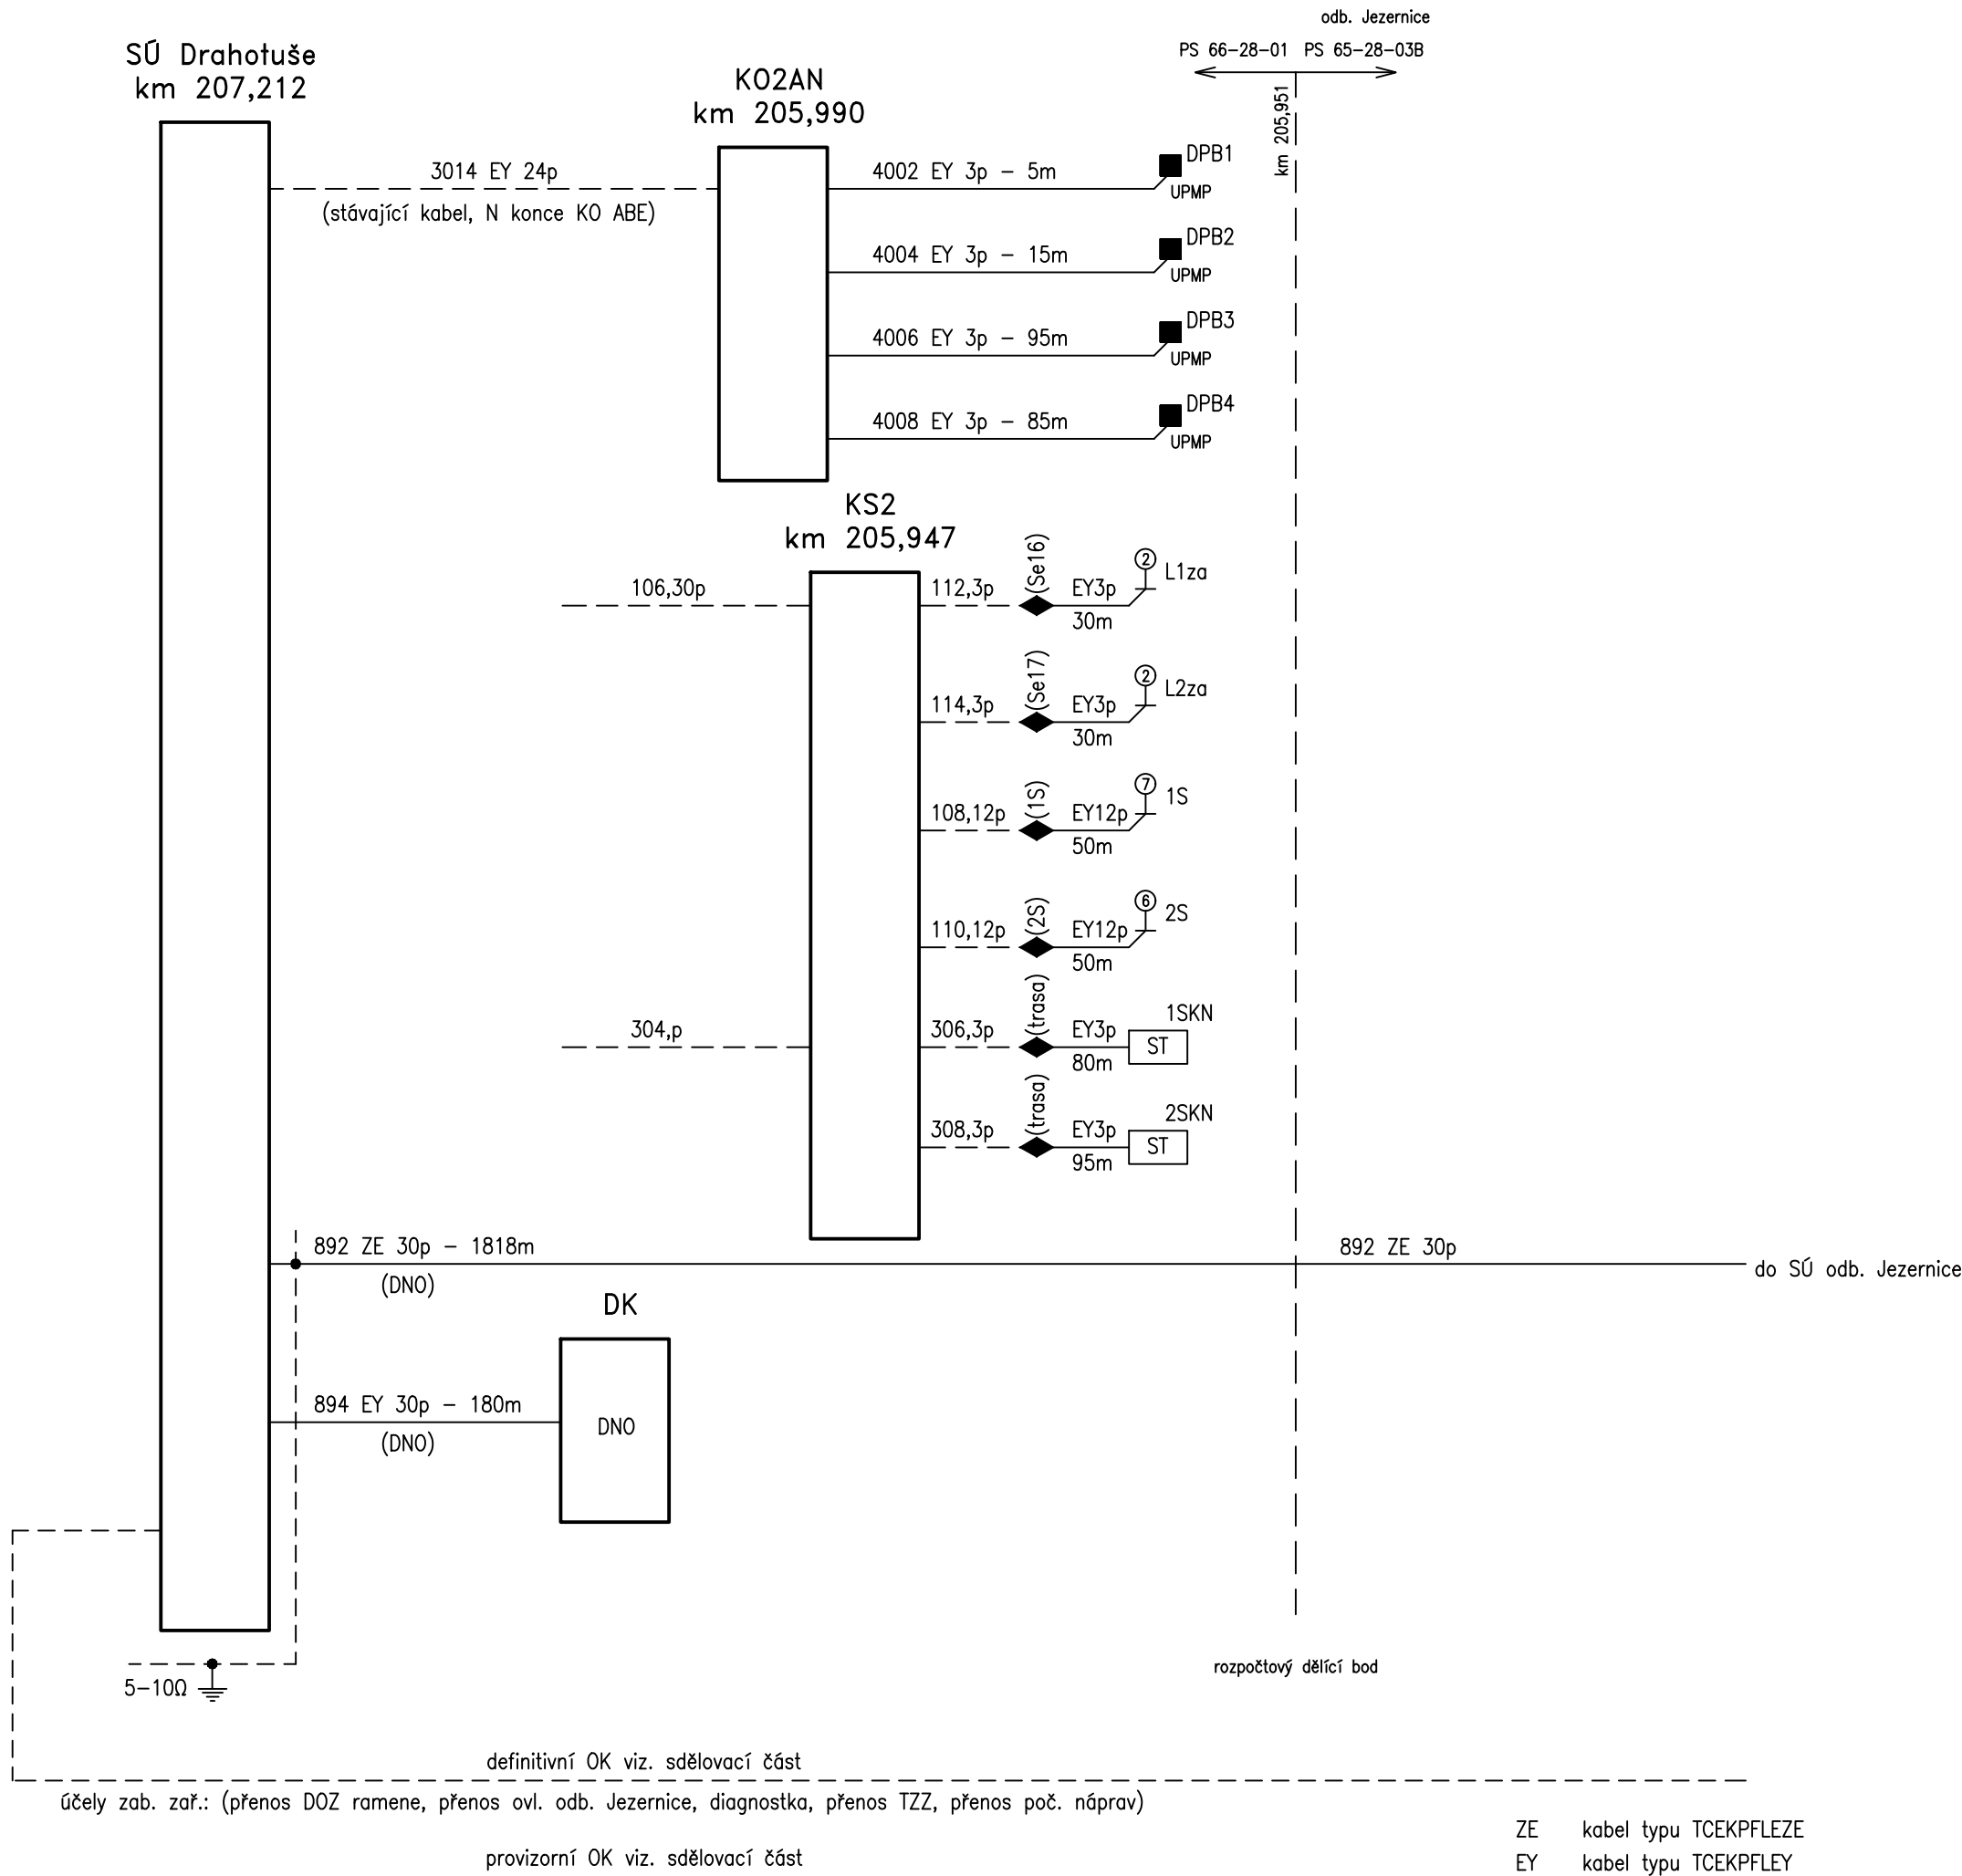 odb. Jezernice
PS 66-28-01 PS 65-28-03B
km 205,951
SÚ Drahotuše
km 207,212
KO2AN
km 205,990
3014 EY 24p
(stávající kabel, N konce KO ABE)
4002 EY 3p - 5m
DPB1
UPMP
4004 EY 3p - 15m
DPB2
UPMP
4006 EY 3p - 95m
DPB3
UPMP
4008 EY 3p - 85m
DPB4
UPMP
KS2
km 205,947
106,30p
112,3p
(Se16)
EY3p
30m
2
L1za
114,3p
(Se17)
EY3p
30m
2
L2za
108,12p
(1S)
EY12p
50m
7
1S
110,12p
(2S)
EY12p
50m
6
2S
304,p
306,3p
(trasa)
EY3p
80m
1SKN
ST
308,3p
(trasa)
EY3p
95m
2SKN
ST
892 ZE 30p - 1818m
(DNO)
892 ZE 30p
do SÚ odb. Jezernice
DK
894 EY 30p - 180m
(DNO)
DNO
5-10Ω
rozpočtový dělící bod
definitivní OK viz. sdělovací část
účely zab. zař.: (přenos DOZ ramene, přenos ovl. odb. Jezernice, diagnostka, přenos TZZ, přenos poč. náprav)
provizorní OK viz. sdělovací část
ZE kabel typu TCEKPFLEZE
EY kabel typu TCEKPFLEY